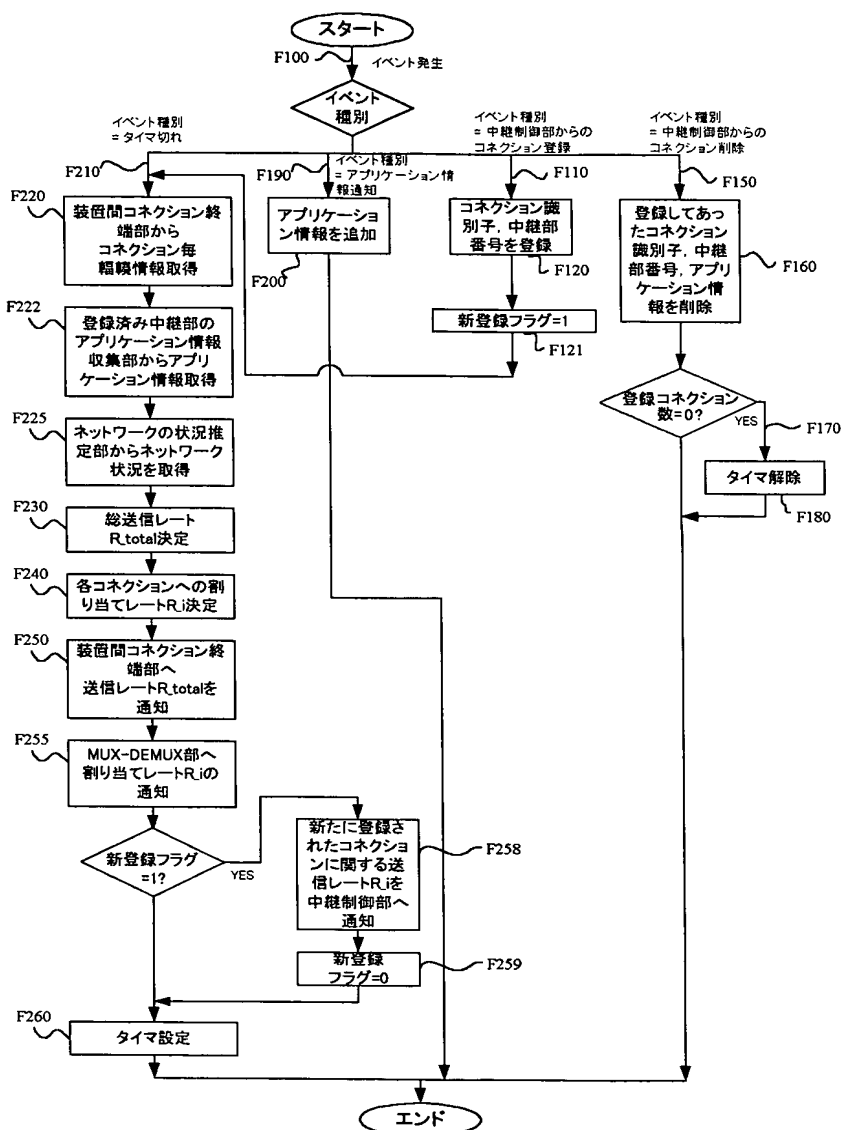 スタート
F100
イベント発生
イベント
種別
イベント種別
= タイマ切れ
F210
イベント種別
= アプリケーション情
報通知
F190
イベント種別
= 中継制御部からの
コネクション登録
F110
イベント種別
= 中継制御部からの
コネクション削除
F150
F220
装置間コネクション終
端部から
コネクション毎
輻輳情報取得
アプリケーショ
ン情報を追加
F200
コネクション識
別子, 中継部
番号を登録
F120
登録してあっ
たコネクション
識別子, 中継
部番号, アプリ
ケーション情
報を削除
F160
F222
登録済み中継部の
アプリケーション情報
収集部からアプリ
ケーション情報取得
新登録フラグ=1
F121
登録コネクション
数=0?
YES
F170
F225
ネットワークの状況推
定部からネットワーク
状況を取得
タイマ解除
F180
F230
総送信レート
R_total決定
F240
各コネクションへの割
り当てレートR_i決定
F250
装置間コネクション終
端部へ
送信レートR_totalを
通知
F255
MUX-DEMUX部へ
割り当てレートR_iの
通知
新登録フラグ
=1?
YES
新たに登録さ
れたコネクショ
ンに関する送
信レートR_iを
中継制御部へ
通知
F258
新登録
フラグ=0
F259
F260
タイマ設定
エンド